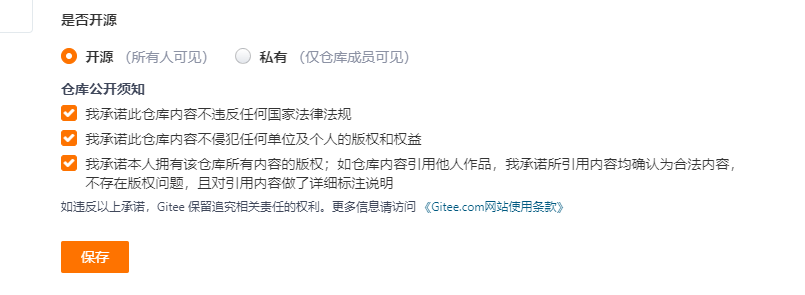 是否开源
开源 （所有人可见） 私有 （仅仓库成员可见）
仓库公开须知
我承诺此仓库内容不违反任何国家法律法规
我承诺此仓库内容不侵犯任何单位及个人的版权和权益
我承诺本人拥有该仓库所有内容的版权；如仓库内容引用他人作品，我承诺所引用内容均确认为合法内容，
不存在版权问题，且对引用内容做了详细标注说明
如违反以上承诺，Gitee 保留追究相关责任的权利。更多信息请访问 《Gitee.com网站使用条款》
保存